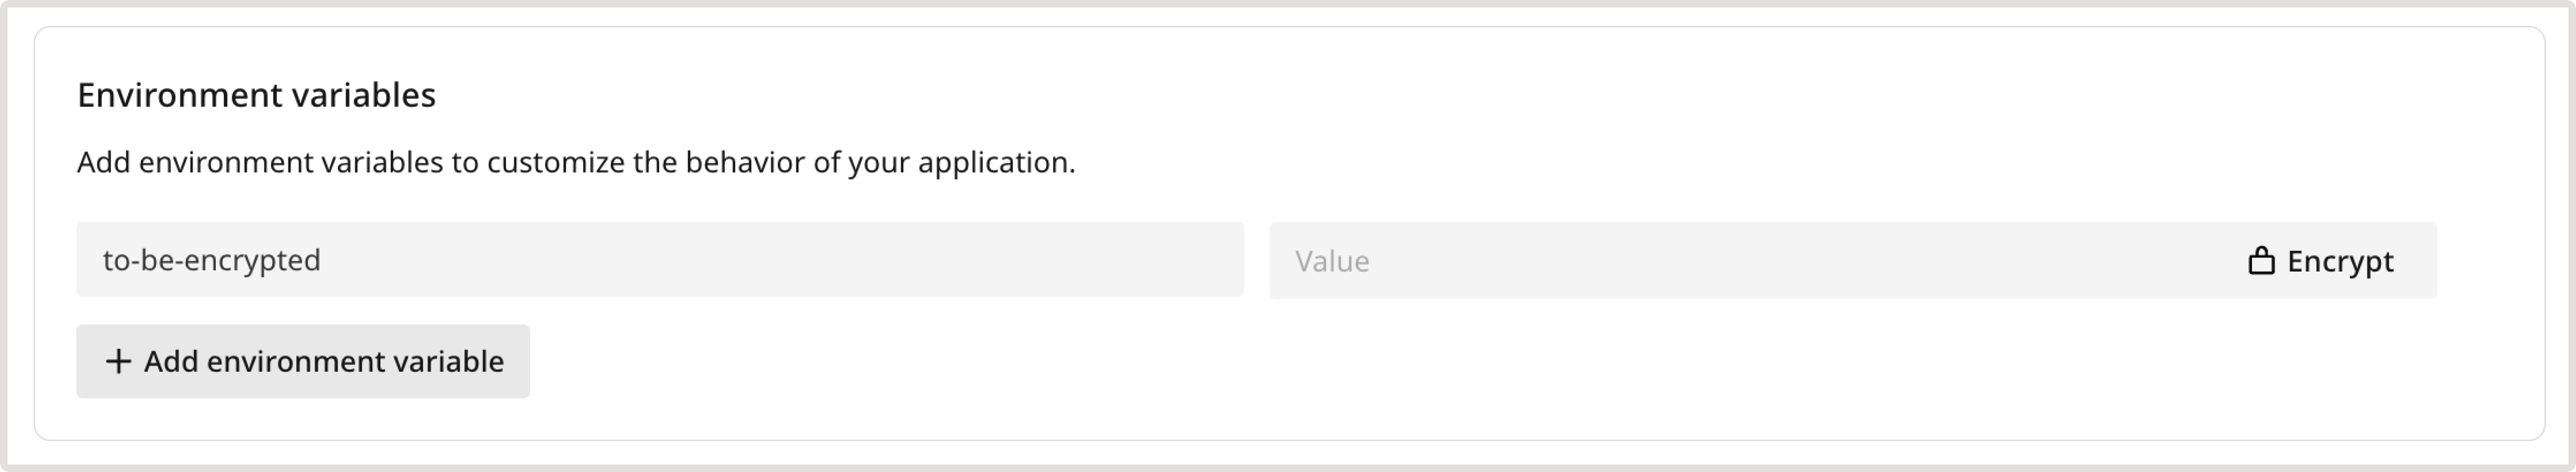 Environment variables
Add environment variables to customize the behavior of your application.
to-be-encrypted
Value
Encrypt
Add environment variable